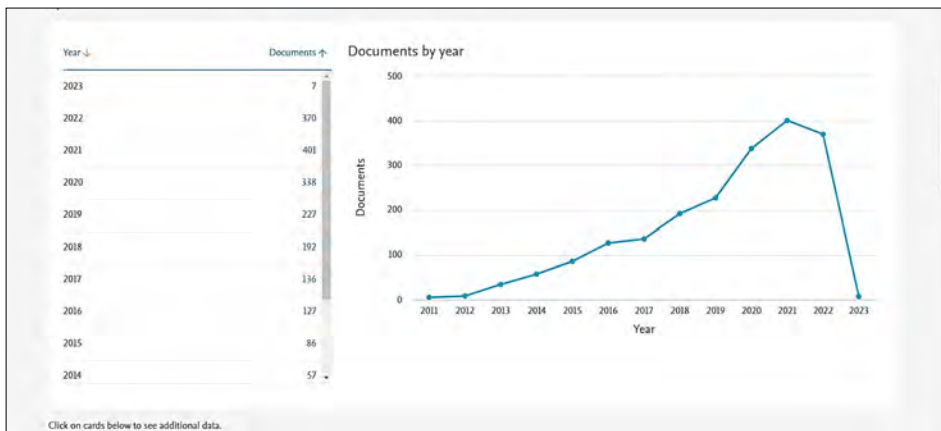 Year↓ Documents↑
2023 7
2022 370
2021 401
2020 338
2019 227
2018 192
2017 136
2016 127
2015 86
2014 57
Documents by year
500
400
300
200
100
0
Documents
2011 2012 2013 2014 2015 2016 2017 2018 2019 2020 2021 2022 2023
Year
Click on cards below to see additional data.